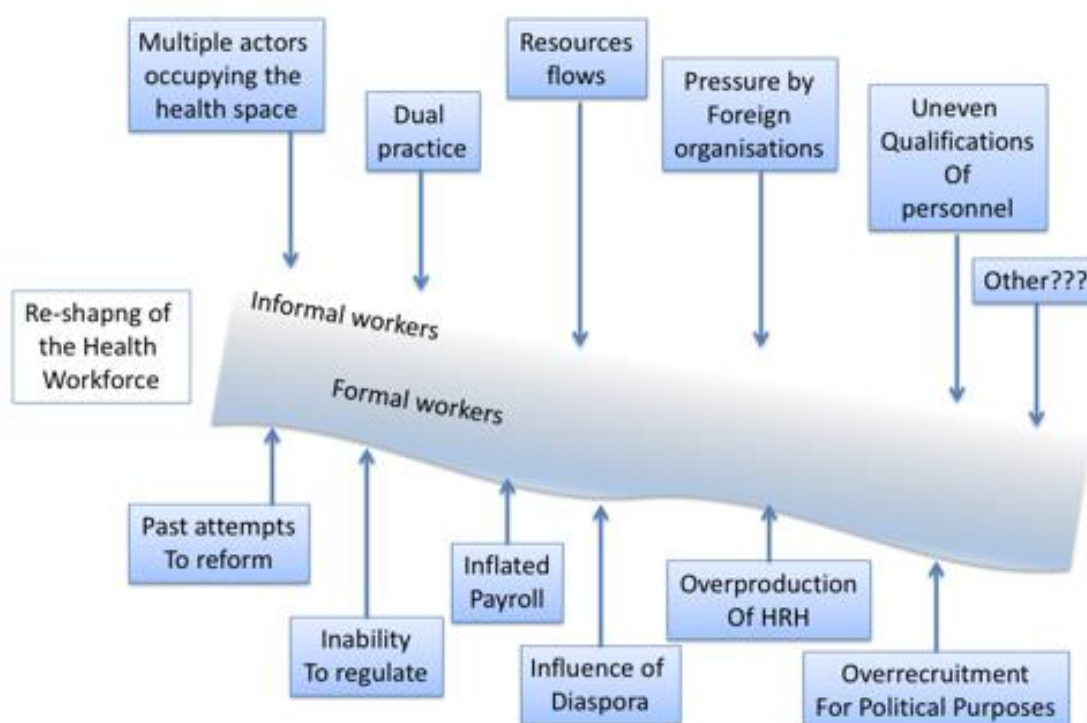 Multiple actors
occupying the
health space
Dual
practice
Resources
flows
Pressure by
Foreign
organisations
Uneven
Qualifications
Of
personnel
Other???
Re-shapng of
the Health
Workforce
Informal workers
Formal workers
Past attempts
To reform
Inability
To regulate
Inflated
Payroll
Influence of
Diaspora
Overproduction
Of HRH
Overrecruitment
For Political Purposes